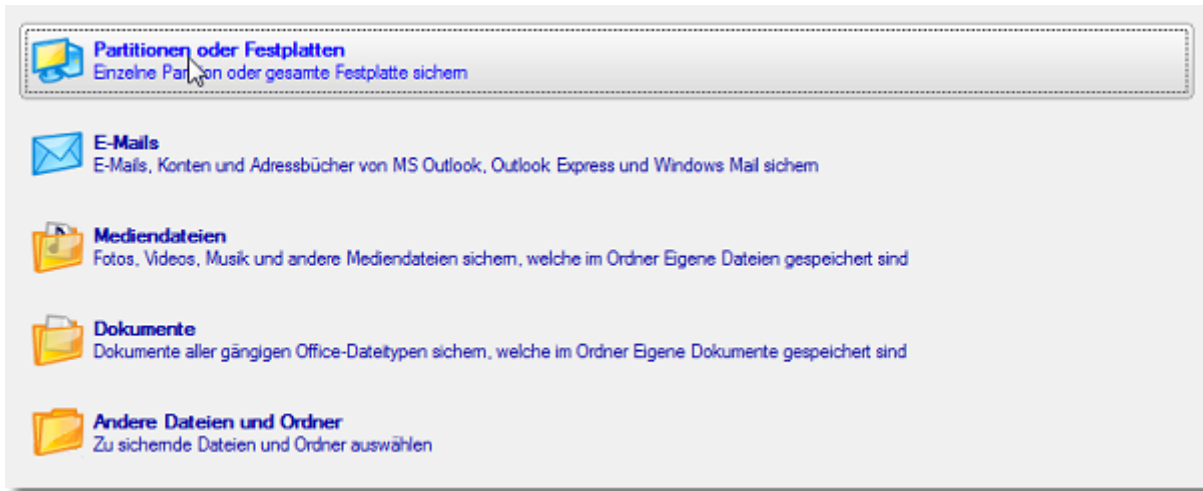 Partitionen oder Festplatten
Einzelne Partition oder gesamte Festplatte sichern
E-Mails
E-Mails, Konten und Adressbücher von MS Outlook, Outlook Express und Windows Mail sichern
Mediendateien
Fotos, Videos, Musik und andere Mediendateien sichern, welche im Ordner Eigene Dateien gespeichert sind
Dokumente
Dokumente aller gängigen Office-Dateitypen sichern, welche im Ordner Eigene Dokumente gespeichert sind
Andere Dateien und Ordner
Zu sichernde Dateien und Ordner auswählen